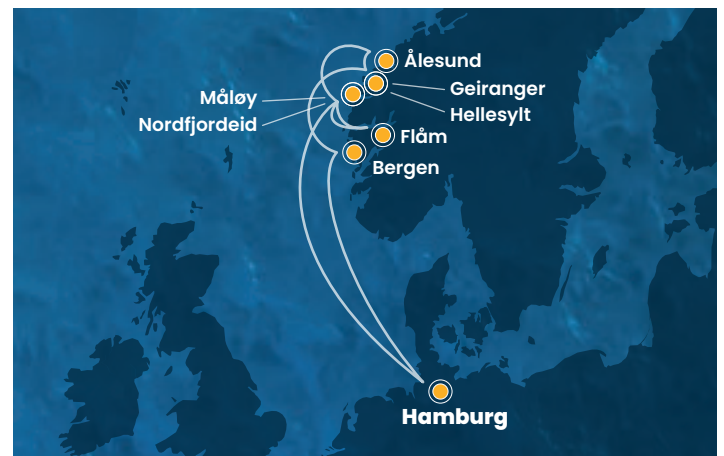 Ålesund
Geiranger
Måløy
Hellesylt
Nordfjordeid
Flåm
Bergen
Hamburg